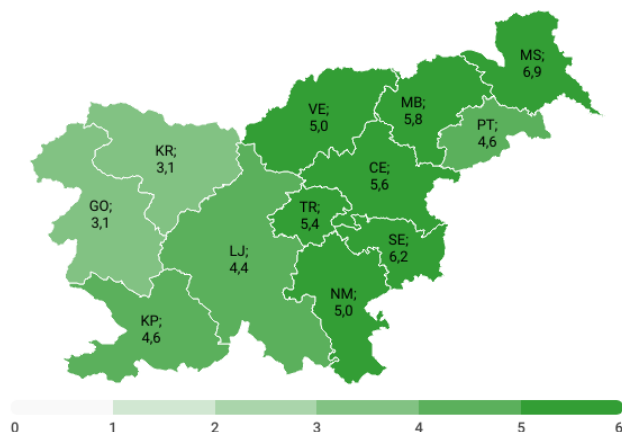 MS;
6,9
VE;
5,0
MB;
5,8
PT;
4,6
KR;
3,1
CE;
5,6
GO;
3,1
TR;
5,4
LJ;
4,4
SE;
6,2
NM;
5,0
KP;
4,6
0 1 2 3 4 5 6